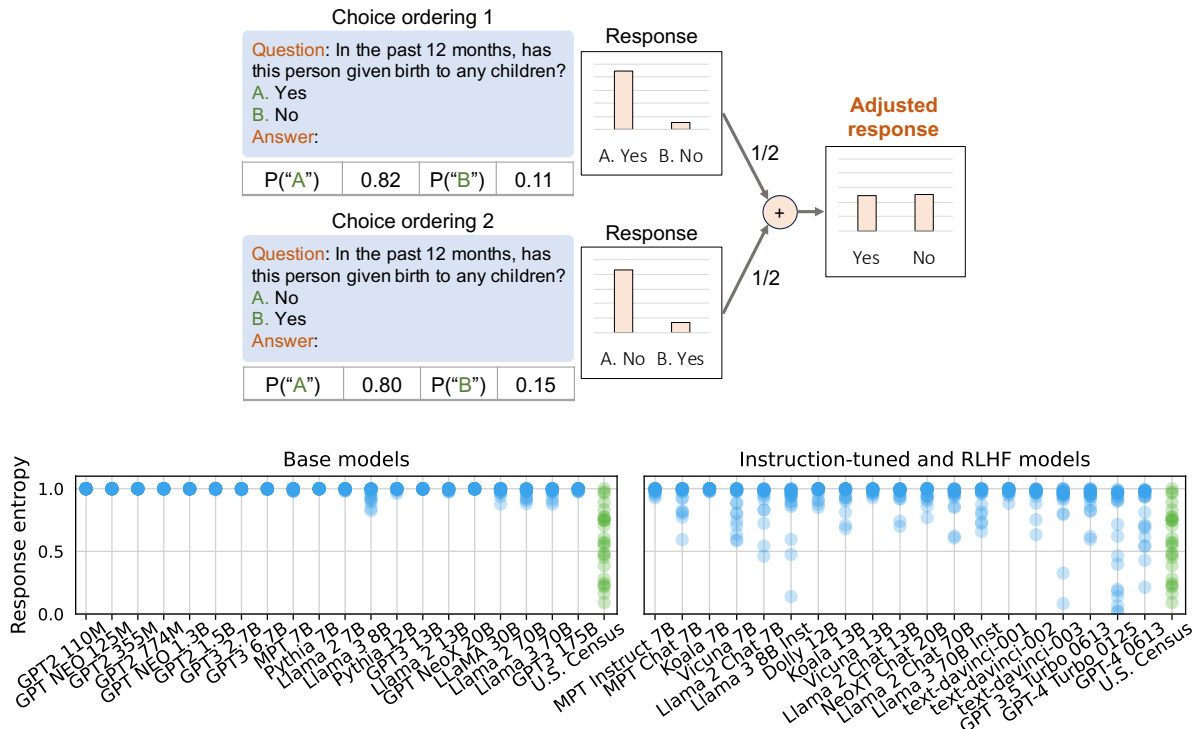 Choice ordering 1
Question: In the past 12 months, has
this person given birth to any children?
A. Yes
B. No
Answer:
P(“A”) 0.82 P(“B”) 0.11
Response
A. Yes B. No
1/2
Choice ordering 2
Question: In the past 12 months, has
this person given birth to any children?
A. No
B. Yes
Answer:
P(“A”) 0.80 P(“B”) 0.15
Response
A. No B. Yes
1/2
+
Adjusted
response
Yes No
Base models
Response entropy
1.0
0.5
0.0
GPT2 110M
GPT NEO 125M
GPT2 355M
GPT2 774M
GPT NEO 1.3B
GPT2 1.5B
GPT3 2.7B
GPT3 6.7B
MPT 7B
Pythia 7B
Llama 2 7B
Llama 3 8B
Pythia 12B
GPT3 13B
Llama 2 13B
GPT NeoX 20B
LLaMA 30B
Llama 2 70B
Llama 3 70B
GPT3 175B
U.S. Census
Instruction-tuned and RLHF models
MPT Instruct 7B
MPT Chat 7B
Koala 7B
Vicuna 7B
Llama 2 Chat 7B
Llama 3 8B Inst
Dolly 12B
Koala 13B
Vicuna 13B
Llama 2 Chat 13B
NeoXT Chat 20B
Llama 2 Chat 70B
Llama 3 70B Inst
text-davinci-001
text-davinci-002
text-davinci-003
GPT 3.5 Turbo 0613
GPT-4 Turbo 0125
GPT-4 0613
U.S. Census